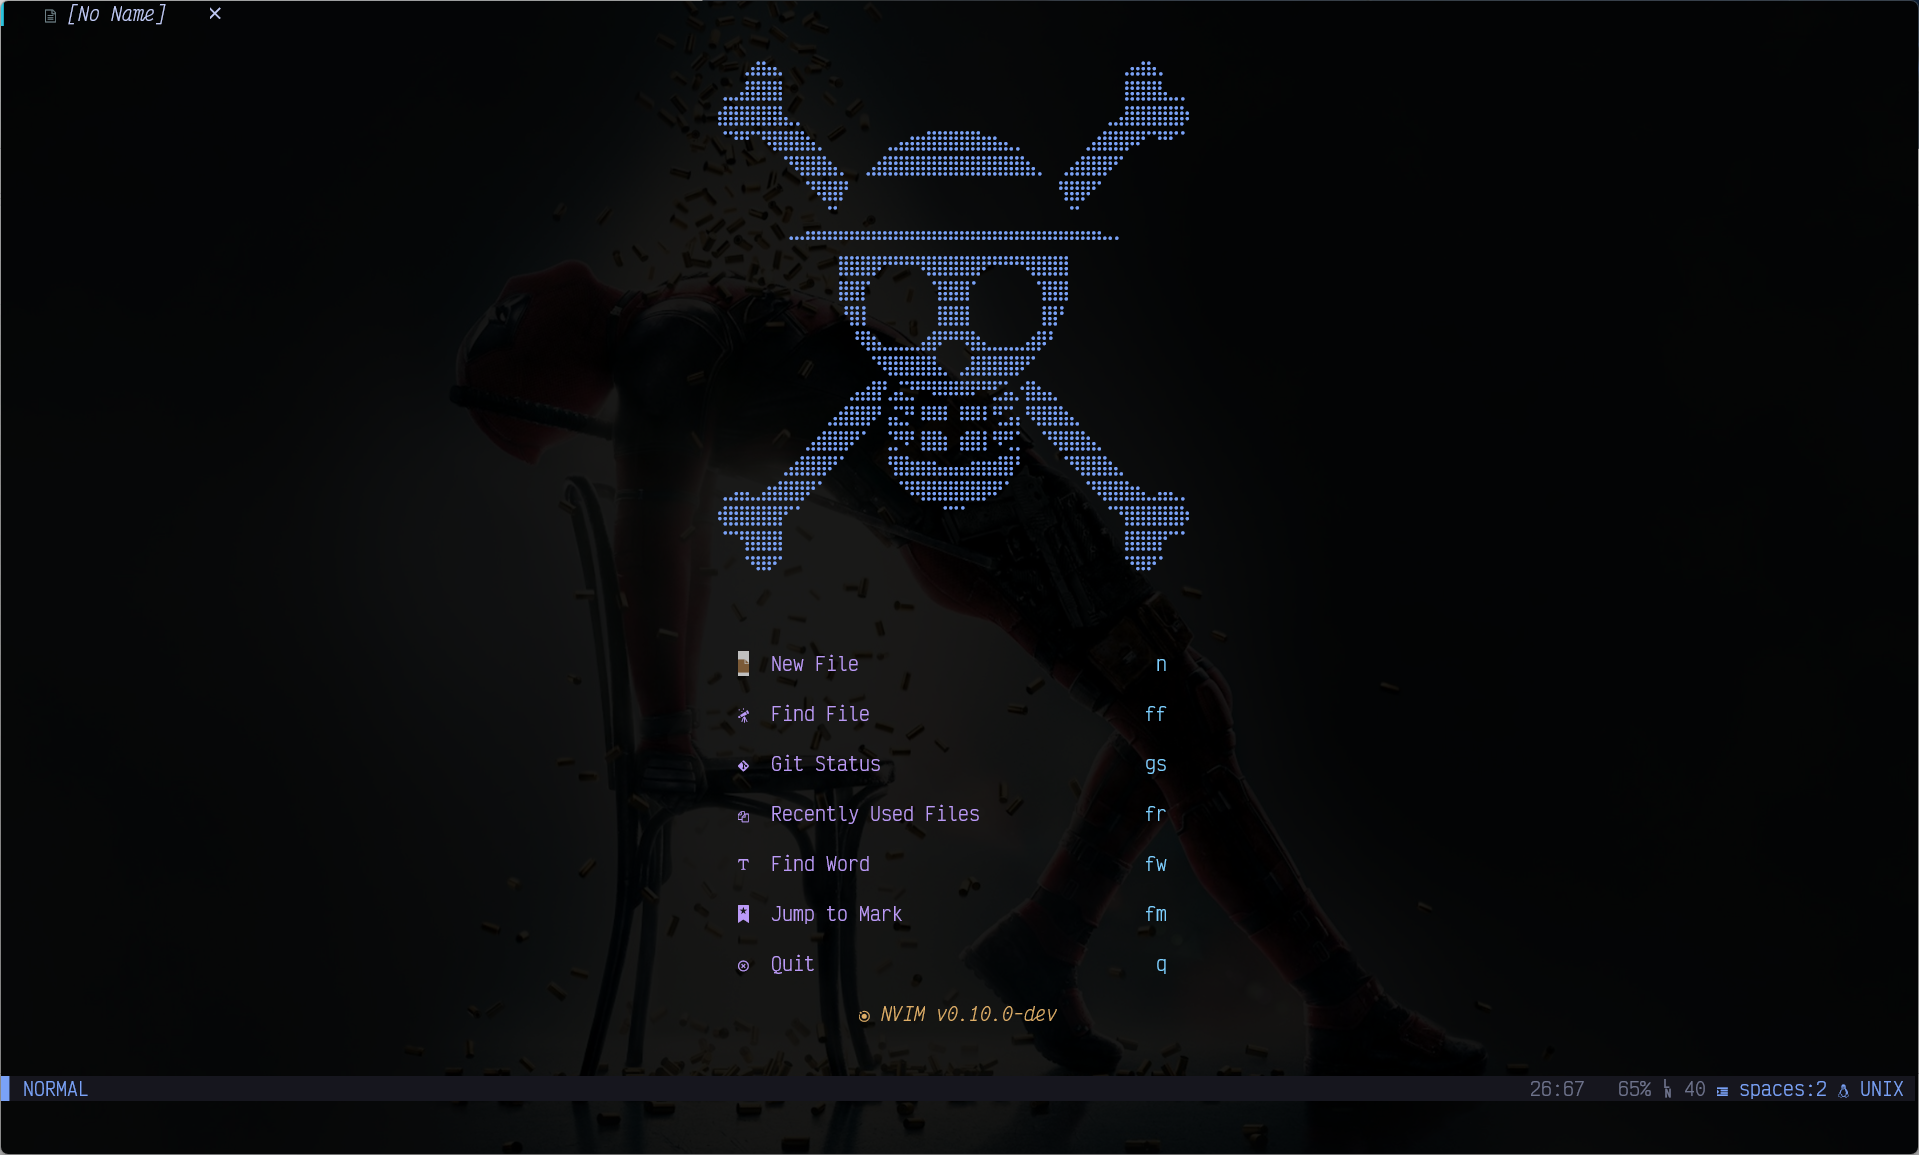 [No Name] ✕
New File n
Find File ff
Git Status gs
Recently Used Files fr
Find Word fw
Jump to Mark fm
Quit q
NVIM v0.10.0-dev
NORMAL 26:67 65% LN 40 spaces:2 UNIX